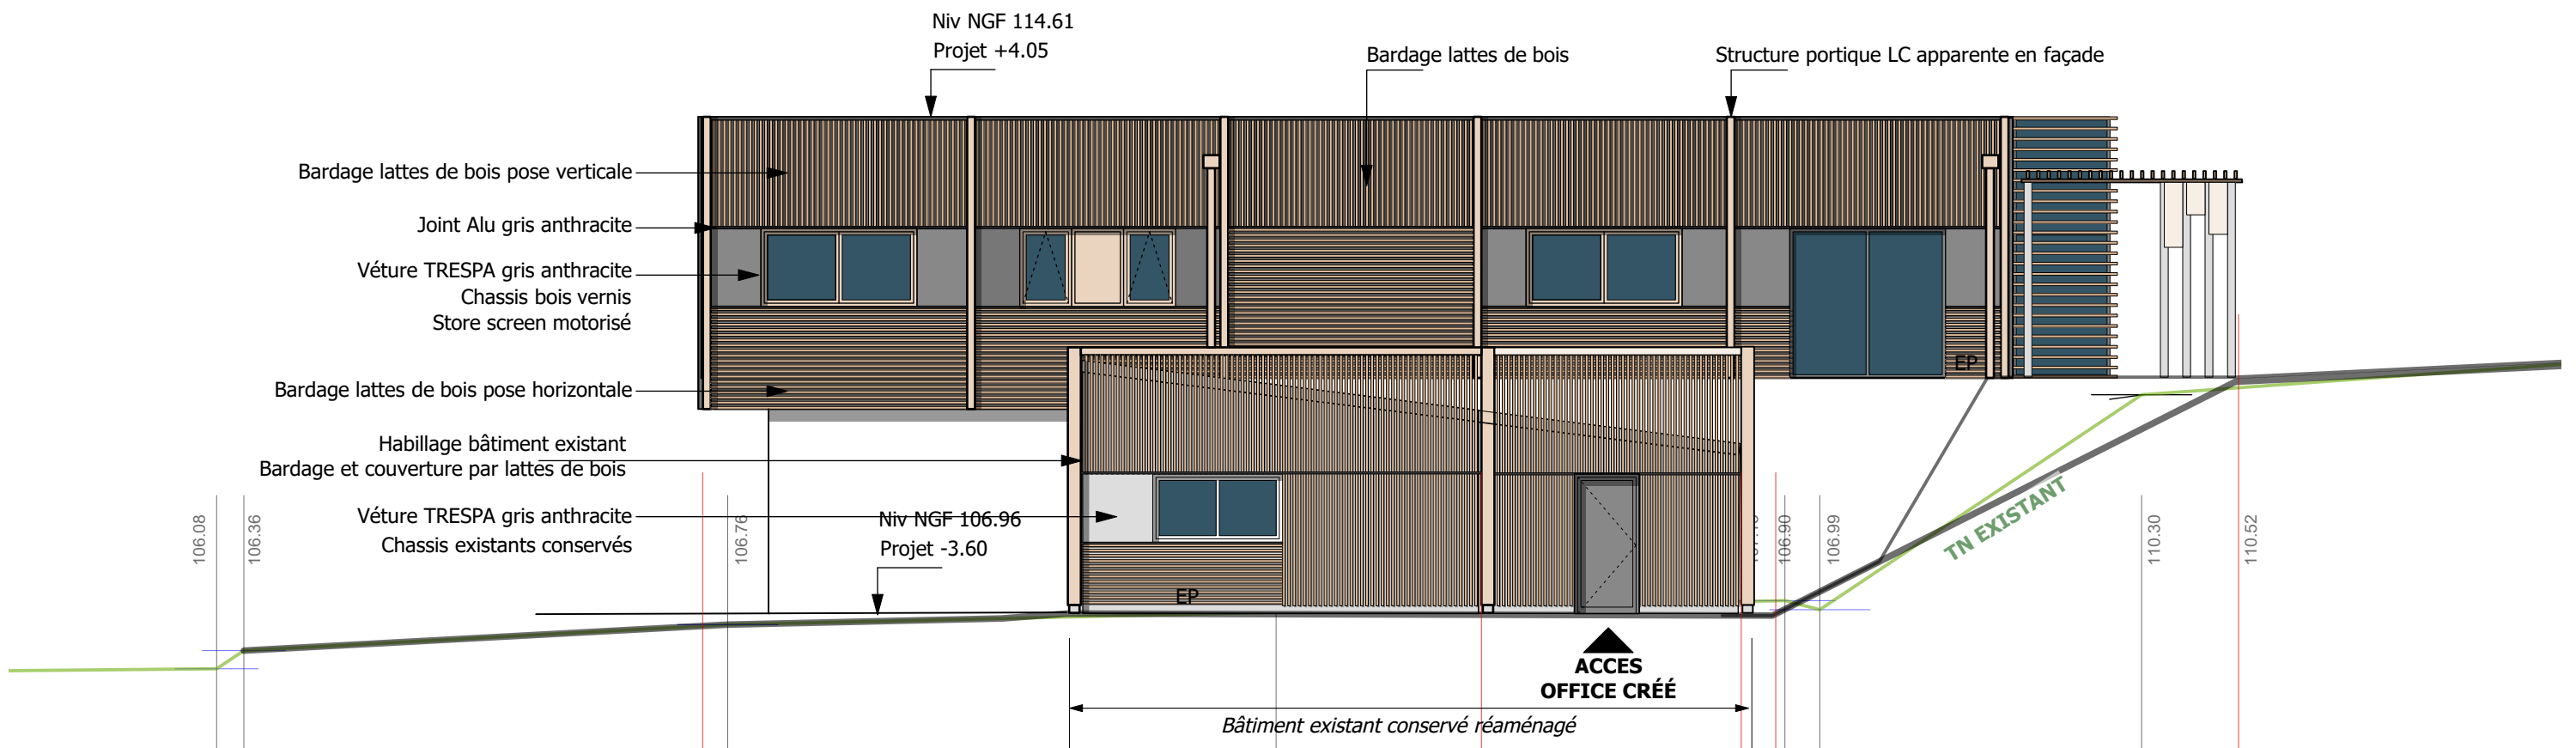 Niv NGF 114.61
Projet +4.05
Bardage lattes de bois
Structure portique LC apparente en façade
Bardage lattes de bois pose verticale
Joint Alu gris anthracite
Véture TRESPA gris anthracite
Chassis bois vernis
Store screen motorisé
Bardage lattes de bois pose horizontale
EP
Habillage bâtiment existant
Bardage et couverture par lattes de bois
Véture TRESPA gris anthracite
Chassis existants conservés
Niv NGF 106.96
Projet -3.60
106.08
106.36
106.76
106.90
106.99
110.30
110.52
TN EXISTANT
EP
ACCES
OFFICE CRÉÉ
Bâtiment existant conservé réaménagé